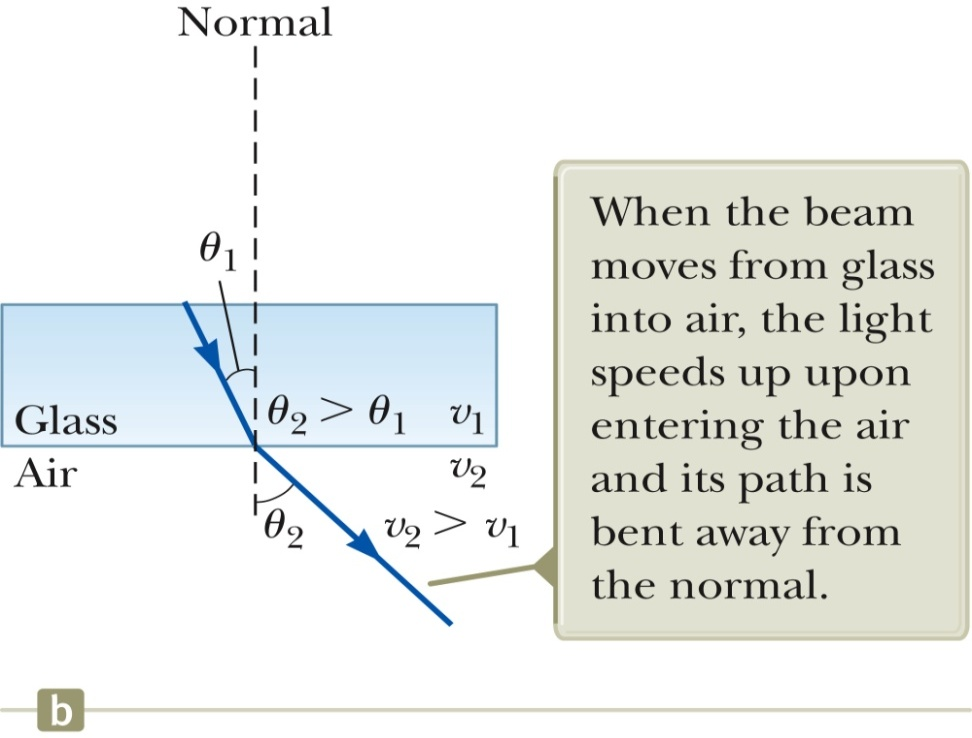 Normal
θ1
Glass
θ2 > θ1
v1
Air
v2
θ2
v2 > v1
When the beam
moves from glass
into air, the light
speeds up upon
entering the air
and its path is
bent away from
the normal.
b